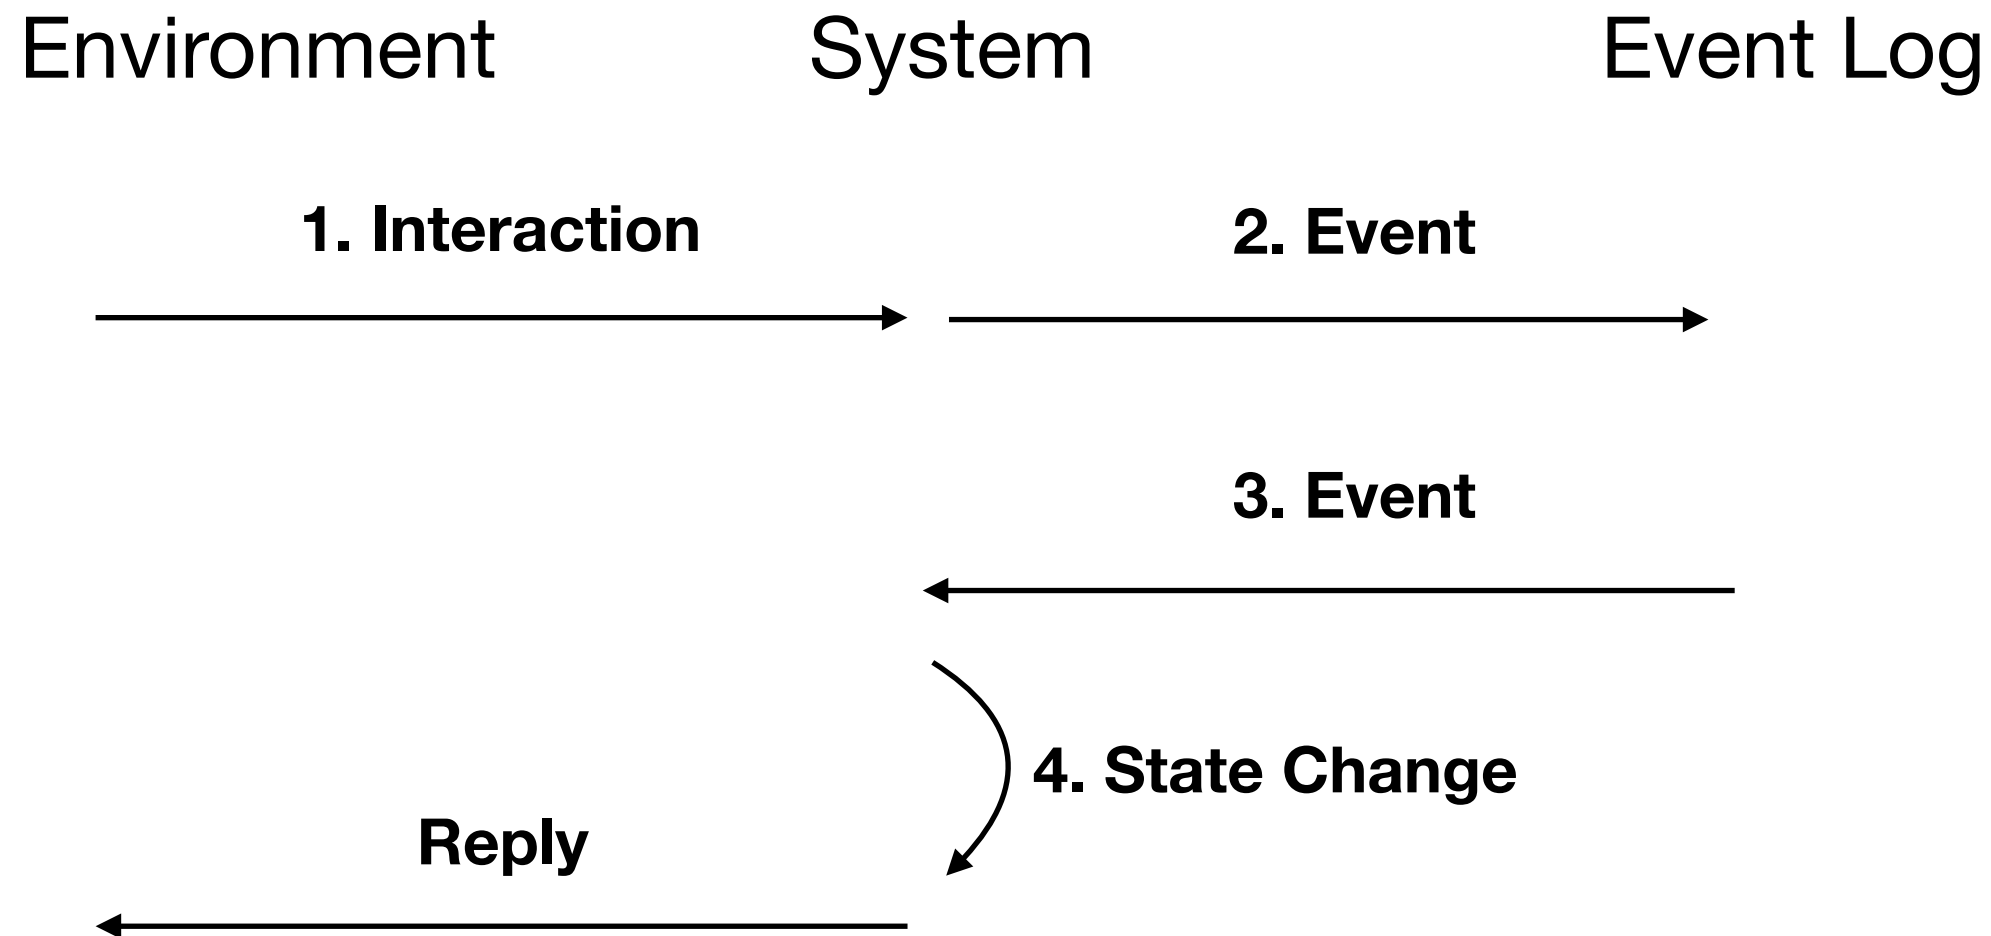 Environment System Event Log
1. Interaction 2. Event
3. Event
4. State Change
Reply